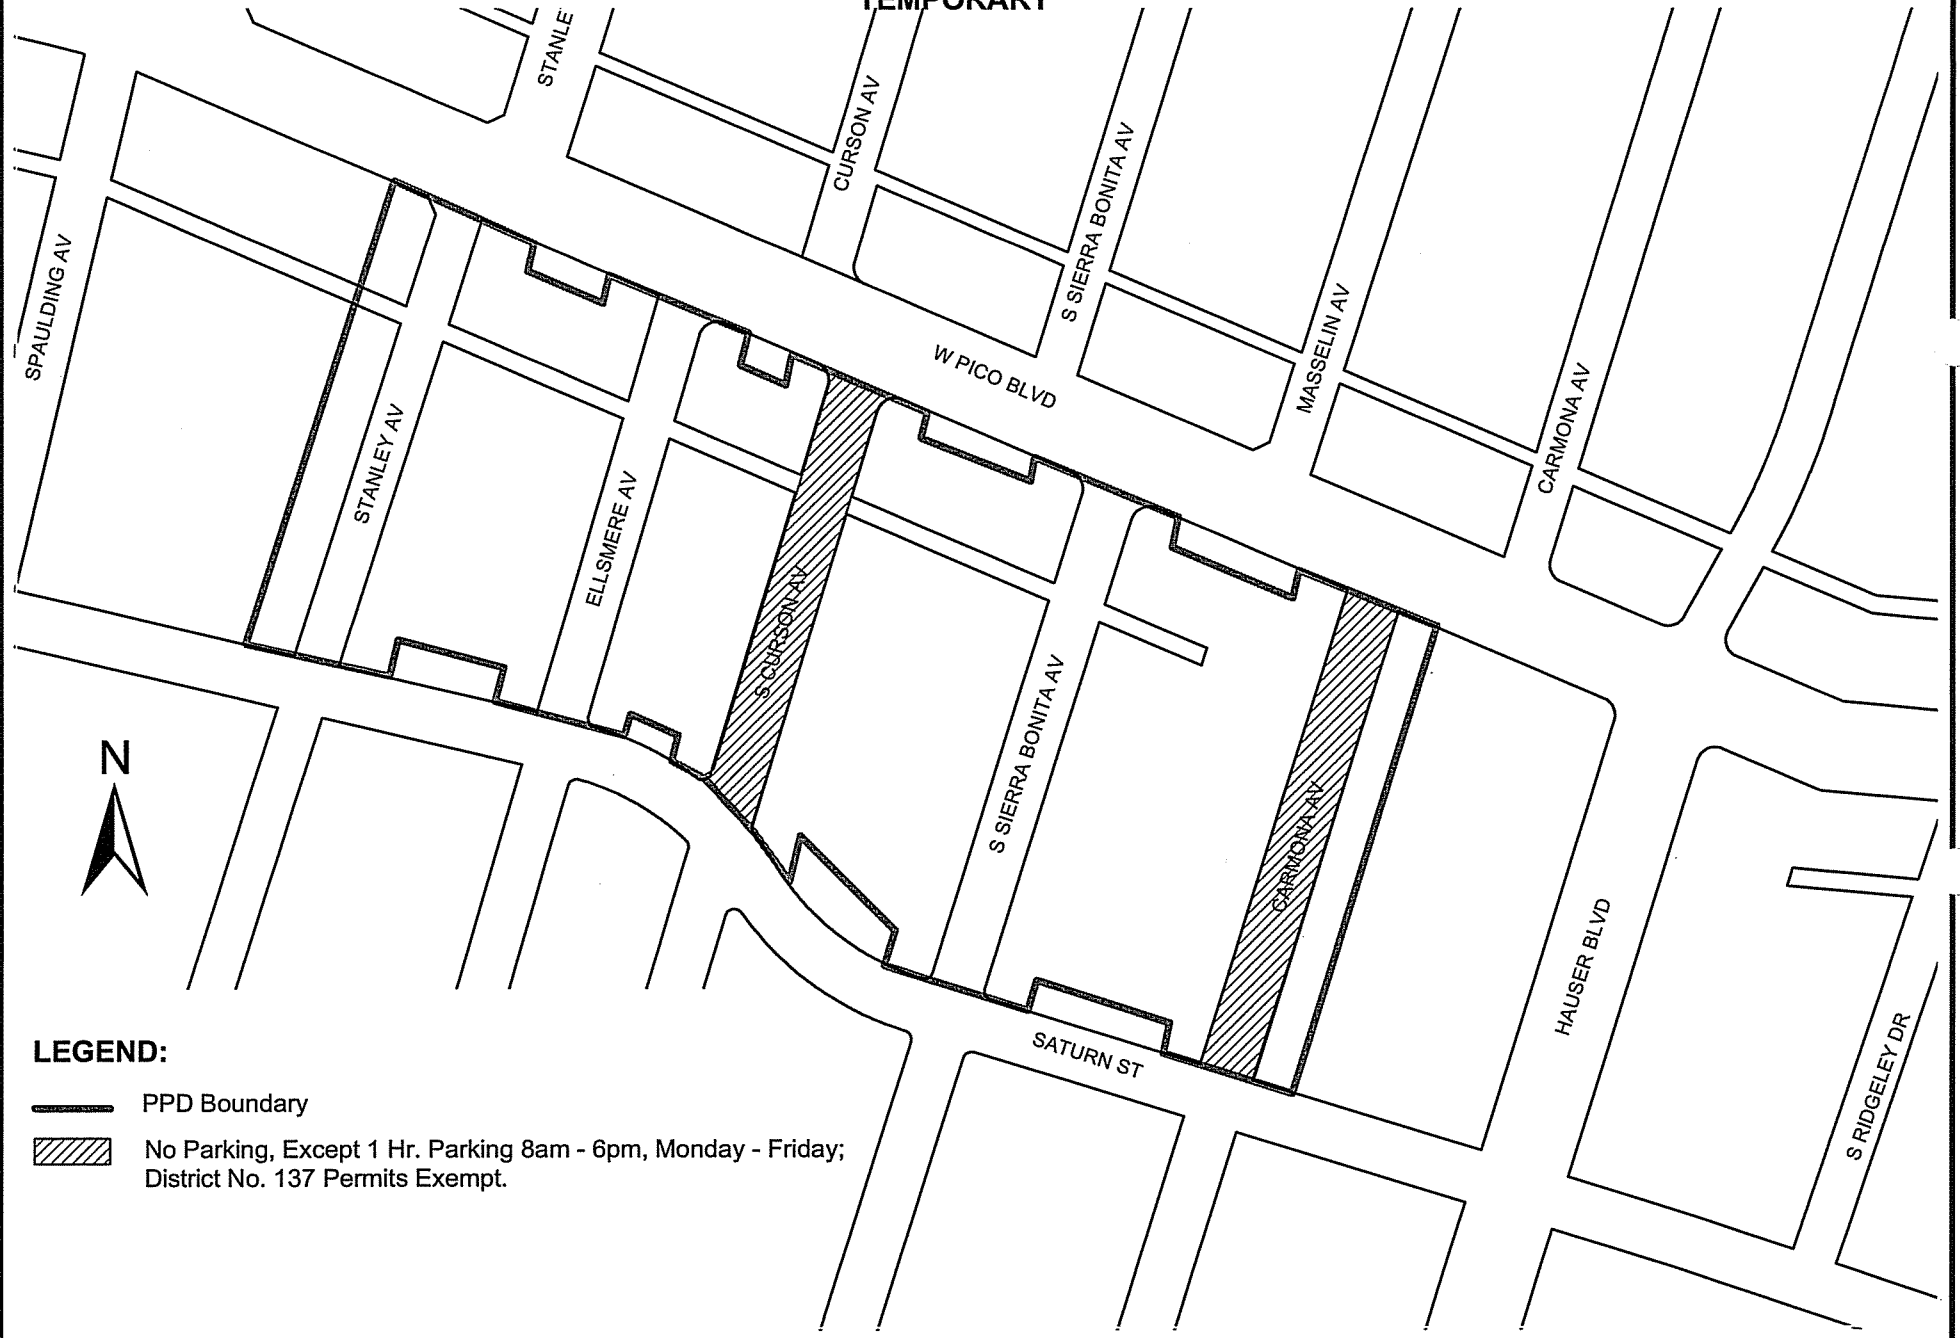 TEMPORARY
STANLE
CURSON AV
S SIERRA BONITA AV
SPAULDING AV
MASSELIN AV
W PICO BLVD
CARMONA AV
STANLEY AV
ELLSMERE AV
S CURSON AV
S SIERRA BONITA AV
CARMONA AV
N
HAUSER BLVD
SATURN ST
S RIDGELEY DR
LEGEND:
PPD Boundary
No Parking, Except 1 Hr. Parking 8am - 6pm, Monday - Friday;
District No. 137 Permits Exempt.